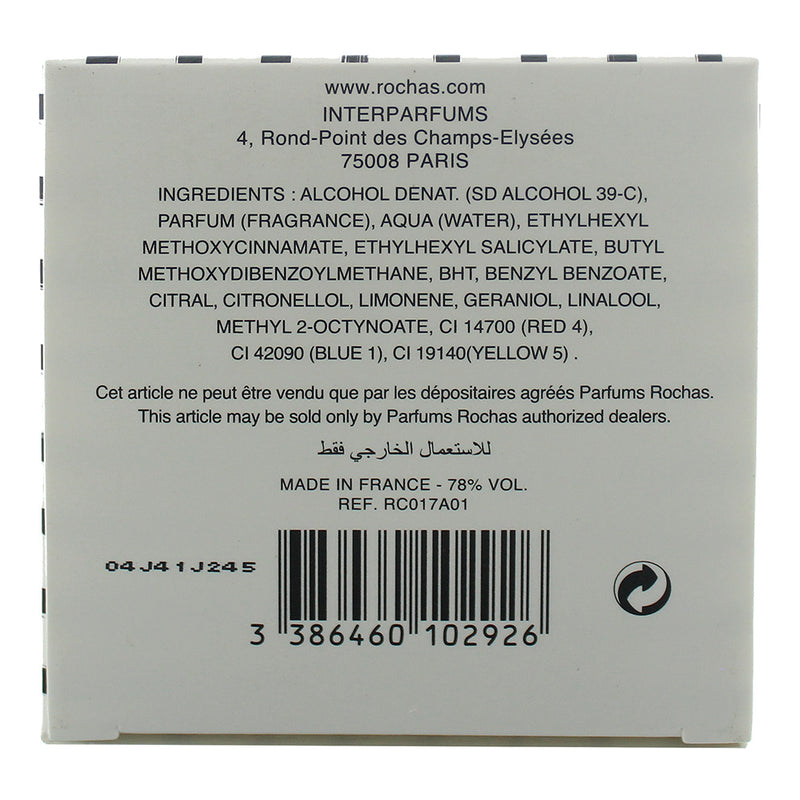 www.rochas.com
INTERPARFUMS
4, Rond-Point des Champs-Elysées
75008 PARIS
INGREDIENTS : ALCOHOL DENAT. (SD ALCOHOL 39-C),
PARFUM (FRAGRANCE), AQUA (WATER), ETHYLHEXYL
METHOXYCINNAMATE, ETHYLHEXYL SALICYLATE, BUTYL
METHOXYDIBENZOYLMETHANE, BHT, BENZYL BENZOATE,
CITRAL, CITRONELLOL, LIMONENE, GERANIOL, LINALOOL,
METHYL 2-OCTYNOATE, CI 14700 (RED 4),
CI 42090 (BLUE 1), CI 19140(YELLOW 5) .
Cet article ne peut être vendu que par les dépositaires agréés Parfums Rochas.
This article may be sold only by Parfums Rochas authorized dealers.
للاستعمال الخارجي فقط
MADE IN FRANCE - 78% VOL.
REF. RC017A01
04J41J245
3 386460 102926